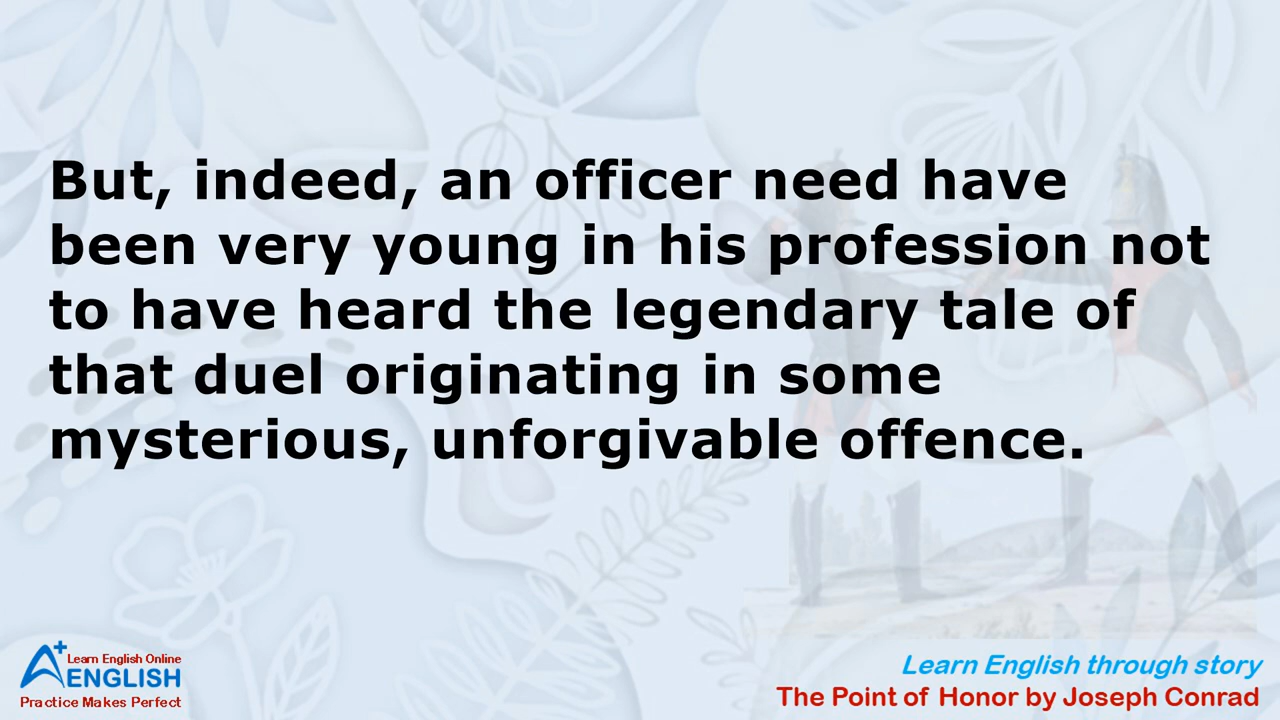 But, indeed, an officer need have
been very young in his profession not
to have heard the legendary tale of
that duel originating in some
mysterious, unforgivable offence.
A+ Learn English Online
ENGLISH
Practice Makes Perfect
Learn English through story
The Point of Honor by Joseph Conrad